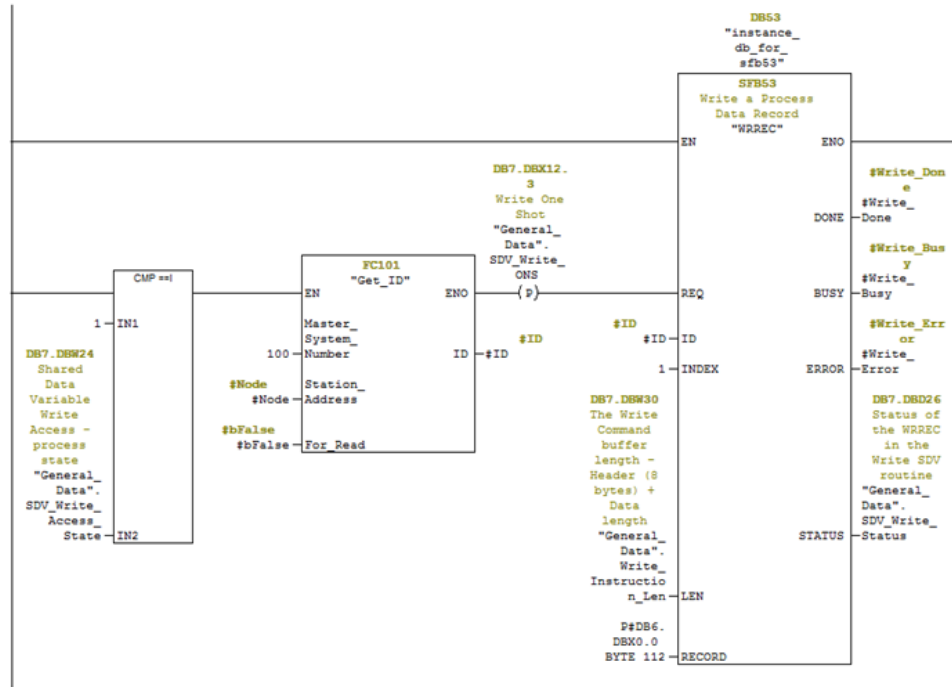 DB53
"instance_
db_for_
sfb53"
SFB53
Write a Process
Data Record
"WRREC"
EN
ENO
DB7.DBX12.
3
Write One
Shot
"General_
Data".
SDV_Write_
ONS
(P)
#Write_Don
e
#Write_
Done
DONE
CMP ==I
FC101
"Get_ID"
EN
ENO
REQ
#Write_Bus
y
#Write_
Busy
BUSY
1
IN1
Master_
System_
Number
100
ID
#ID
#ID
#ID
#ID
ID
#Write_Err
or
#Write_
Error
ERROR
DB7.DBW24
Shared
Data
Variable
Write
Access -
process
state
"General_
Data".
SDV_Write_
Access_
State
IN2
#Node
Station_
Address
#Node
#bFalse
#bFalse
For_Read
1
INDEX
DB7.DBW30
The Write
Command
buffer
length -
Header (8
bytes) +
Data
length
"General_
Data".
Write_
Instructio
n_Len
LEN
DB7.DBD26
Status of
the WRREC
in the
Write SDV
routine
"General_
Data".
SDV_Write_
Status
STATUS
P#DB6.
DBX0.0
BYTE 112
RECORD